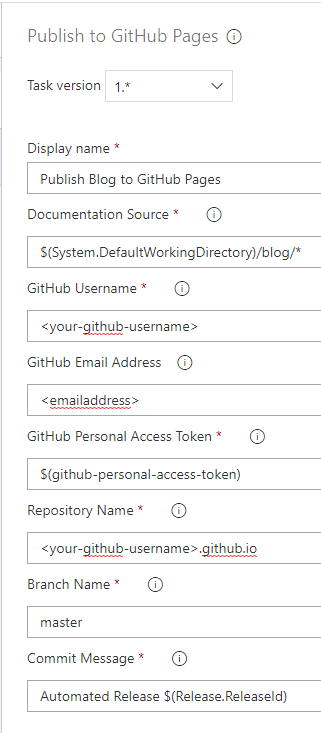 Publish to GitHub Pages
Task version 1.*
Display name *
Publish Blog to GitHub Pages
Documentation Source *
$(System.DefaultWorkingDirectory)/blog/*
GitHub Username *
<your-github-username>
GitHub Email Address
<emailaddress>
GitHub Personal Access Token *
$(github-personal-access-token)
Repository Name *
<your-github-username>.github.io
Branch Name *
master
Commit Message *
Automated Release $(Release.ReleaseId)